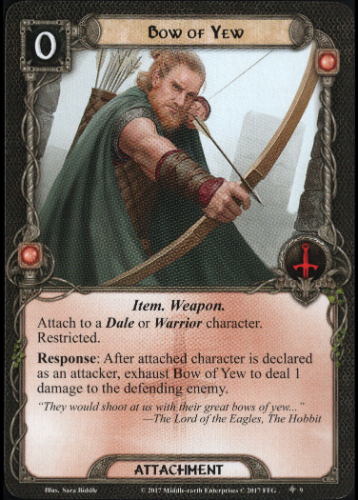 0
Bow of Yew
Item. Weapon.
Attach to a Dale or Warrior character.
Restricted.
Response: After attached character is declared
as an attacker, exhaust Bow of Yew to deal 1
damage to the defending enemy.
"They would shoot at us with their great bows of yew..."
—The Lord of the Eagles, The Hobbit
ATTACHMENT
Illus. Sara Biddle
© 2017 Middle-earth Enterprises © 2017 FFG
9